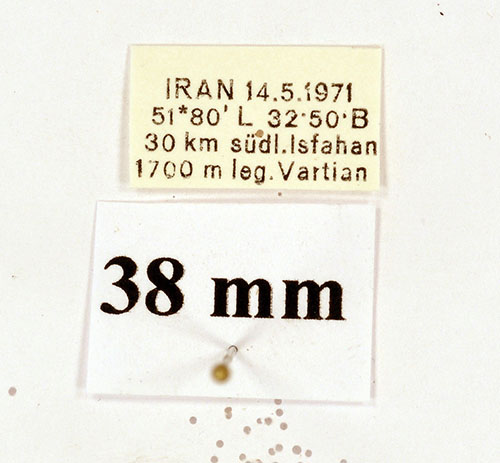 IRAN 14.5.1971
51*80' L 32·50·B
30 km südl.Isfahan
1700 m leg.Vartian
38 mm